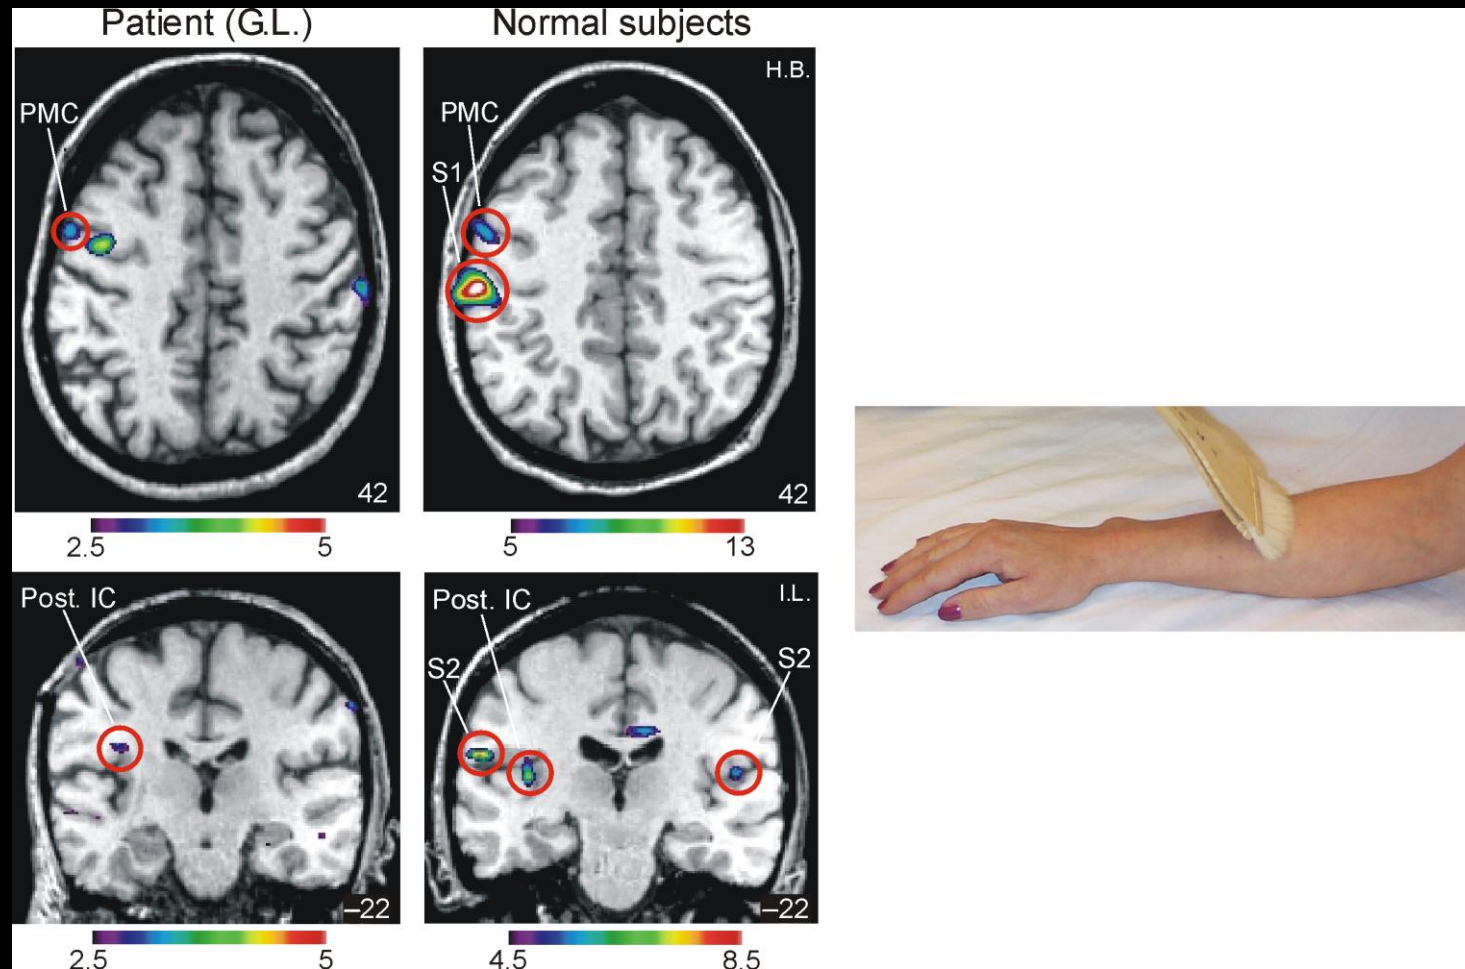 Patient (G.L.)
Normal subjects
H.B.
PMC
PMC
S1
42
42
2.5 5
5 13
Post. IC
I.L.
Post. IC
S2
S2
–22
–22
2.5 5
4.5 8.5